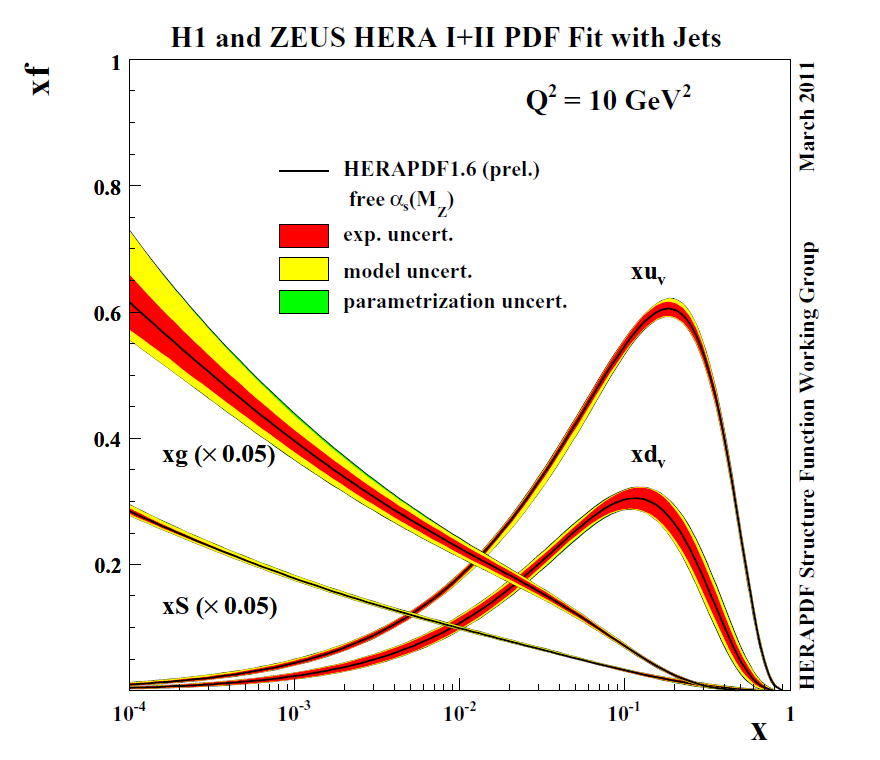 H1 and ZEUS HERA I+II PDF Fit with Jets
xf
1
0.8
0.6
0.4
0.2
Q² = 10 GeV²
HERAPDF1.6 (prel.)
free αₛ(M_Z)
exp. uncert.
model uncert.
parametrization uncert.
xuᵥ
xdᵥ
xg (× 0.05)
xS (× 0.05)
10⁻⁴
10⁻³
10⁻²
10⁻¹
1
x
HERAPDF Structure Function Working Group
March 2011